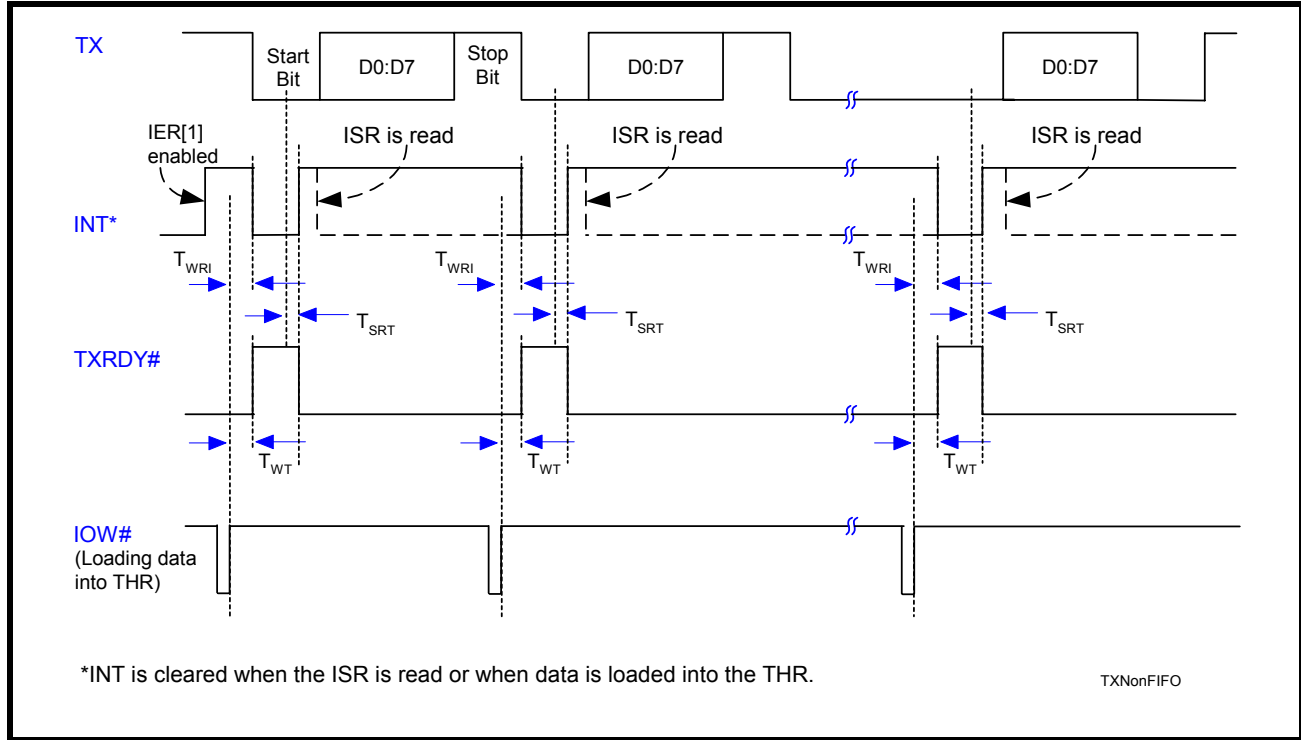 TX
Start
Bit
D0:D7
Stop
Bit
D0:D7
D0:D7
IER[1]
enabled
ISR is read
ISR is read
ISR is read
INT*
TWRI
TWRI
TWRI
TSRT
TSRT
TSRT
TXRDY#
TWT
TWT
TWT
IOW#
(Loading data
into THR)
*INT is cleared when the ISR is read or when data is loaded into the THR.
TXNonFIFO